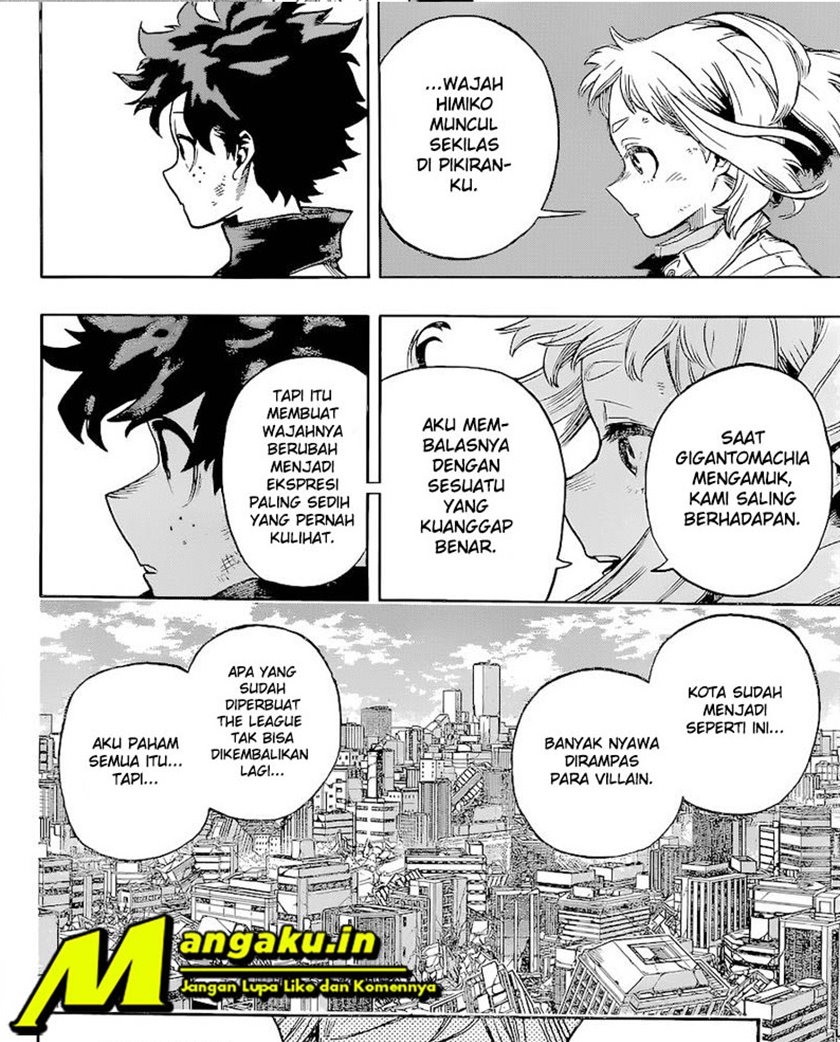 ...WAJAH
HIMIKO
MUNCUL
SEKILAS
DI PIKIRAN-
KU.
SAAT
GIGANTOMACHIA
MENGAMUK,
KAMI SALING
BERHADAPAN.
AKU MEM-
BALASNYA
DENGAN
SESUATU
YANG
KUANGGAP
BENAR.
TAPI ITU
MEMBUAT
WAJAHNYA
BERUBAH
MENJADI
EKSPRESI
PALING SEDIH
YANG PERNAH
KULIHAT.
KOTA SUDAH
MENJADI
SEPERTI INI...
BANYAK NYAWA
DIRAMPAS
PARA VILLAIN.
APA YANG
SUDAH
DIPERBUAT
THE LEAGUE
TAK BISA
DIKEMBALIKAN
LAGI...
AKU PAHAM
SEMUA ITU...
TAPI...
Mangaku.in
Jangan Lupa Like dan Komennya